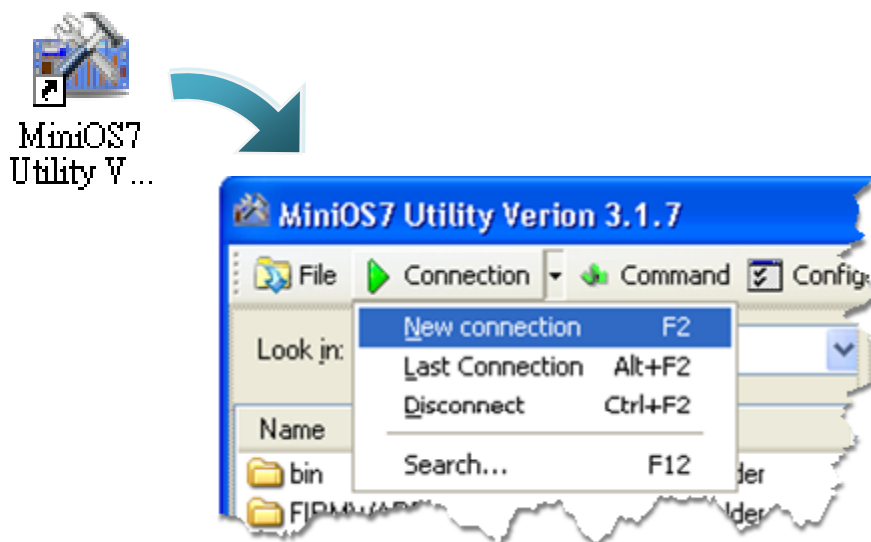 MiniOS7
Utility V...
MiniOS7 Utility Verion 3.1.7
File Connection Command Config
Look in:
New connection F2
Last Connection Alt+F2
Disconnect Ctrl+F2
Search... F12
Name
bin